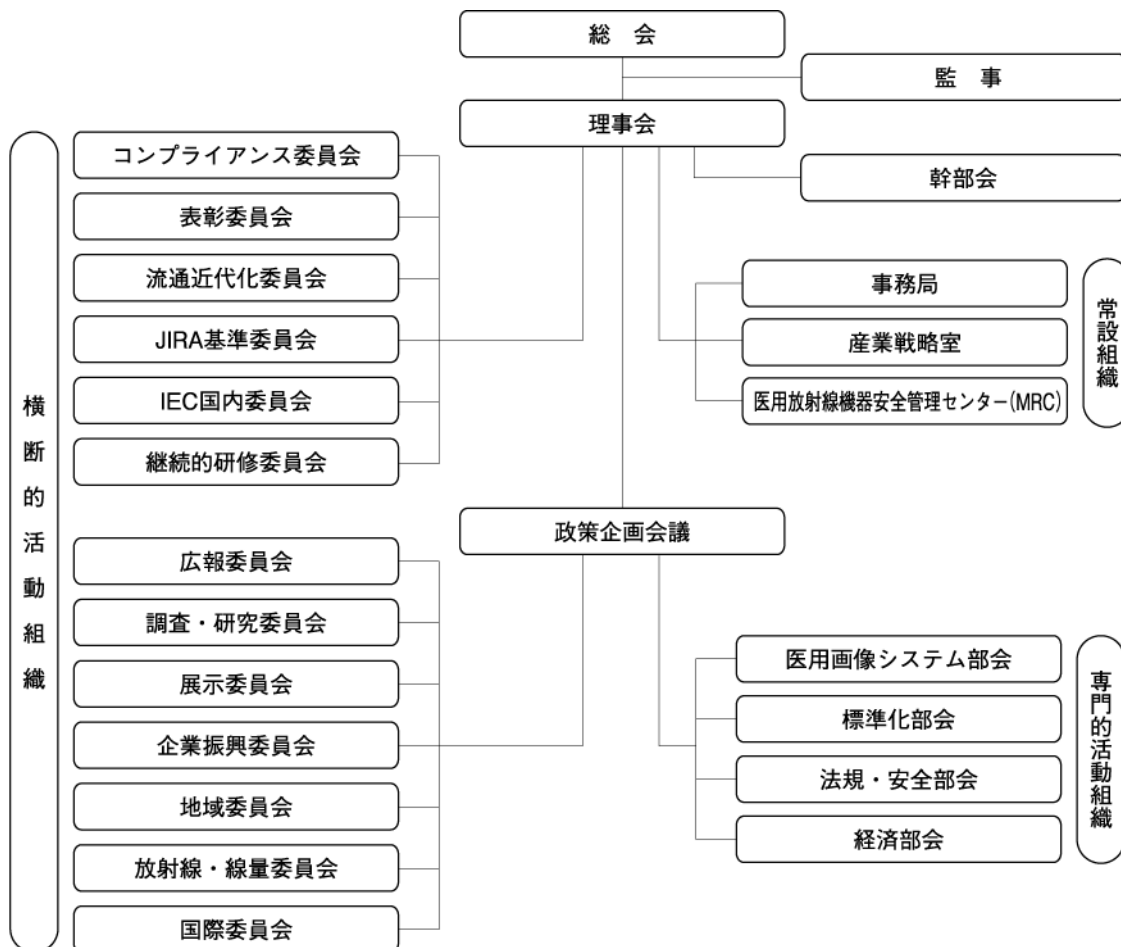 総　会
監　事
理事会
幹部会
横断的活動組織
コンプライアンス委員会
表彰委員会
流通近代化委員会
JIRA基準委員会
IEC国内委員会
継続的研修委員会
事務局
産業戦略室
医用放射線機器安全管理センター(MRC)
常設組織
政策企画会議
広報委員会
調査・研究委員会
展示委員会
企業振興委員会
地域委員会
放射線・線量委員会
国際委員会
医用画像システム部会
標準化部会
法規・安全部会
経済部会
専門的活動組織